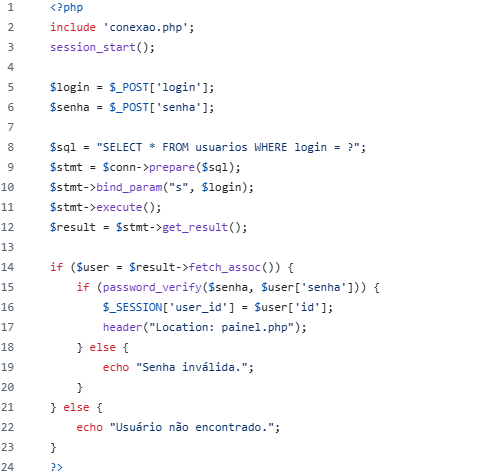 1 <?php
2 include 'conexao.php';
3 session_start();
4
5 $login = $_POST['login'];
6 $senha = $_POST['senha'];
7
8 $sql = "SELECT * FROM usuarios WHERE login = ?";
9 $stmt = $conn->prepare($sql);
10 $stmt->bind_param("s", $login);
11 $stmt->execute();
12 $result = $stmt->get_result();
13
14 if ($user = $result->fetch_assoc()) {
15     if (password_verify($senha, $user['senha'])) {
16         $_SESSION['user_id'] = $user['id'];
17         header("Location: painel.php");
18     } else {
19         echo "Senha inválida.";
20     }
21 } else {
22     echo "Usuário não encontrado.";
23 }
24 ?>